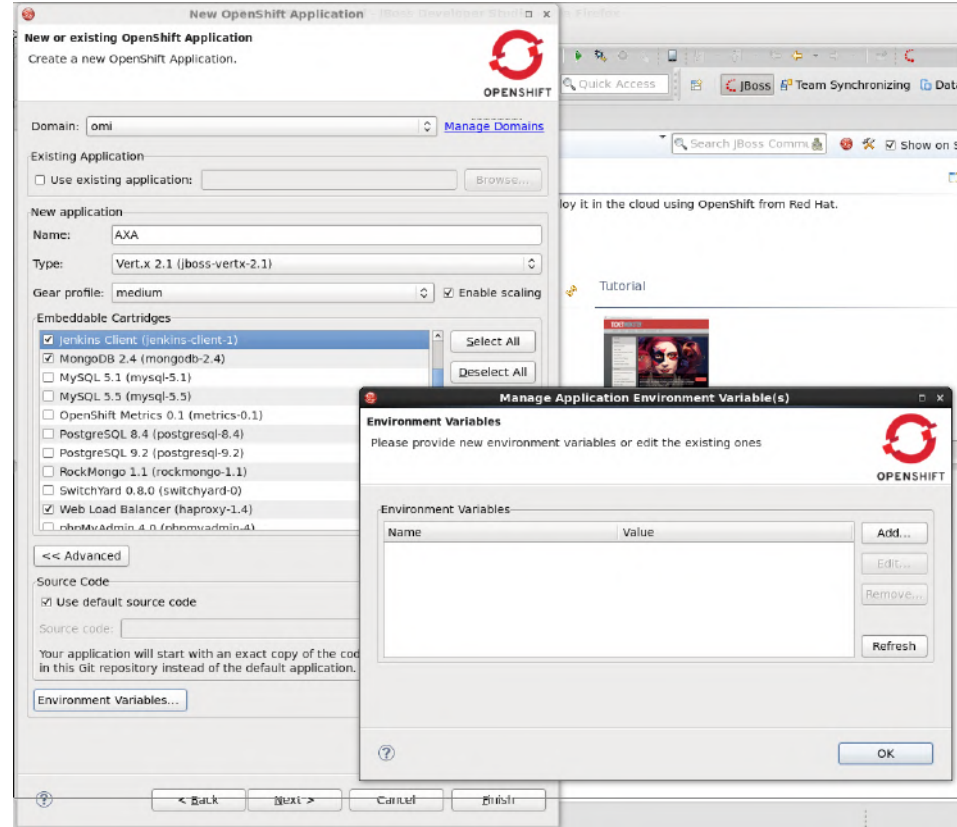 New OpenShift Application
New or existing OpenShift Application
Create a new OpenShift Application.
OPENSHIFT
Domain: omi Manage Domains
Existing Application
Use existing application: Browse...
New application
Name: AXA
Type: Vert.x 2.1 (jboss-vertx-2.1)
Gear profile: medium Enable scaling
Embeddable Cartridges
Jenkins Client (jenkins-client-1)
MongoDB 2.4 (mongodb-2.4)
MySQL 5.1 (mysql-5.1)
MySQL 5.5 (mysql-5.5)
OpenShift Metrics 0.1 (metrics-0.1)
PostgreSQL 8.4 (postgresql-8.4)
PostgreSQL 9.2 (postgresql-9.2)
RockMongo 1.1 (rockmongo-1.1)
SwitchYard 0.8.0 (switchyard-0)
Web Load Balancer (haproxy-1.4)
phpMyAdmin 4.0 (phpmyadmin-4)
Select All
Deselect All
<< Advanced
Source Code
Use default source code
Source code:
Your application will start with an exact copy of the cod
in this Git repository instead of the default application.
Environment Variables...
< Back Next > Cancel Finish
Quick Access JBoss Team Synchronizing Data
Search JBoss Commu Show on S
loy it in the cloud using OpenShift from Red Hat.
Tutorial
Manage Application Environment Variable(s)
Environment Variables
Please provide new environment variables or edit the existing ones
OPENSHIFT
Environment Variables
Name Value
Add...
Edit...
Remove...
Refresh
OK